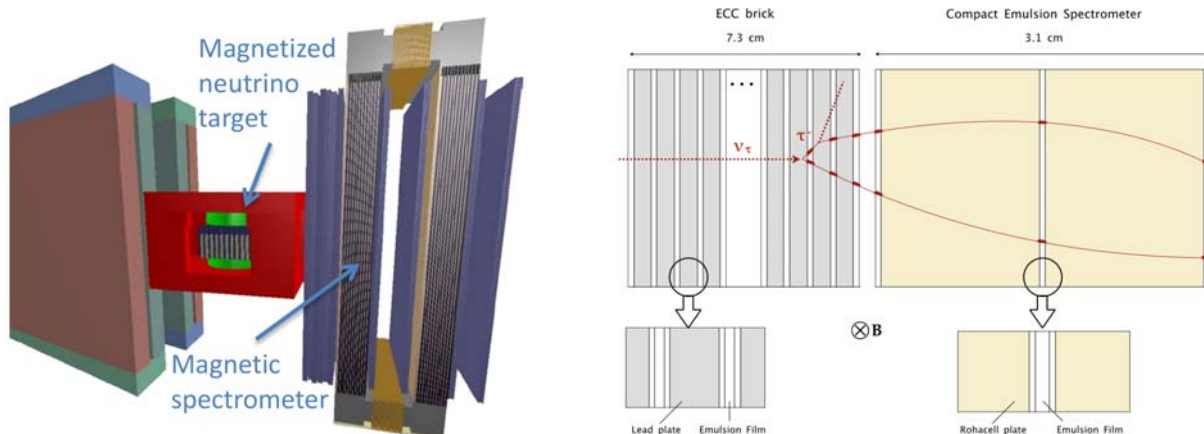 Magnetized
neutrino
target
Magnetic
spectrometer
ECC brick
7.3 cm
Compact Emulsion Spectrometer
3.1 cm
...
τ-
ντ
⊗B
Lead plate
Emulsion Film
Rohacell plate
Emulsion Film